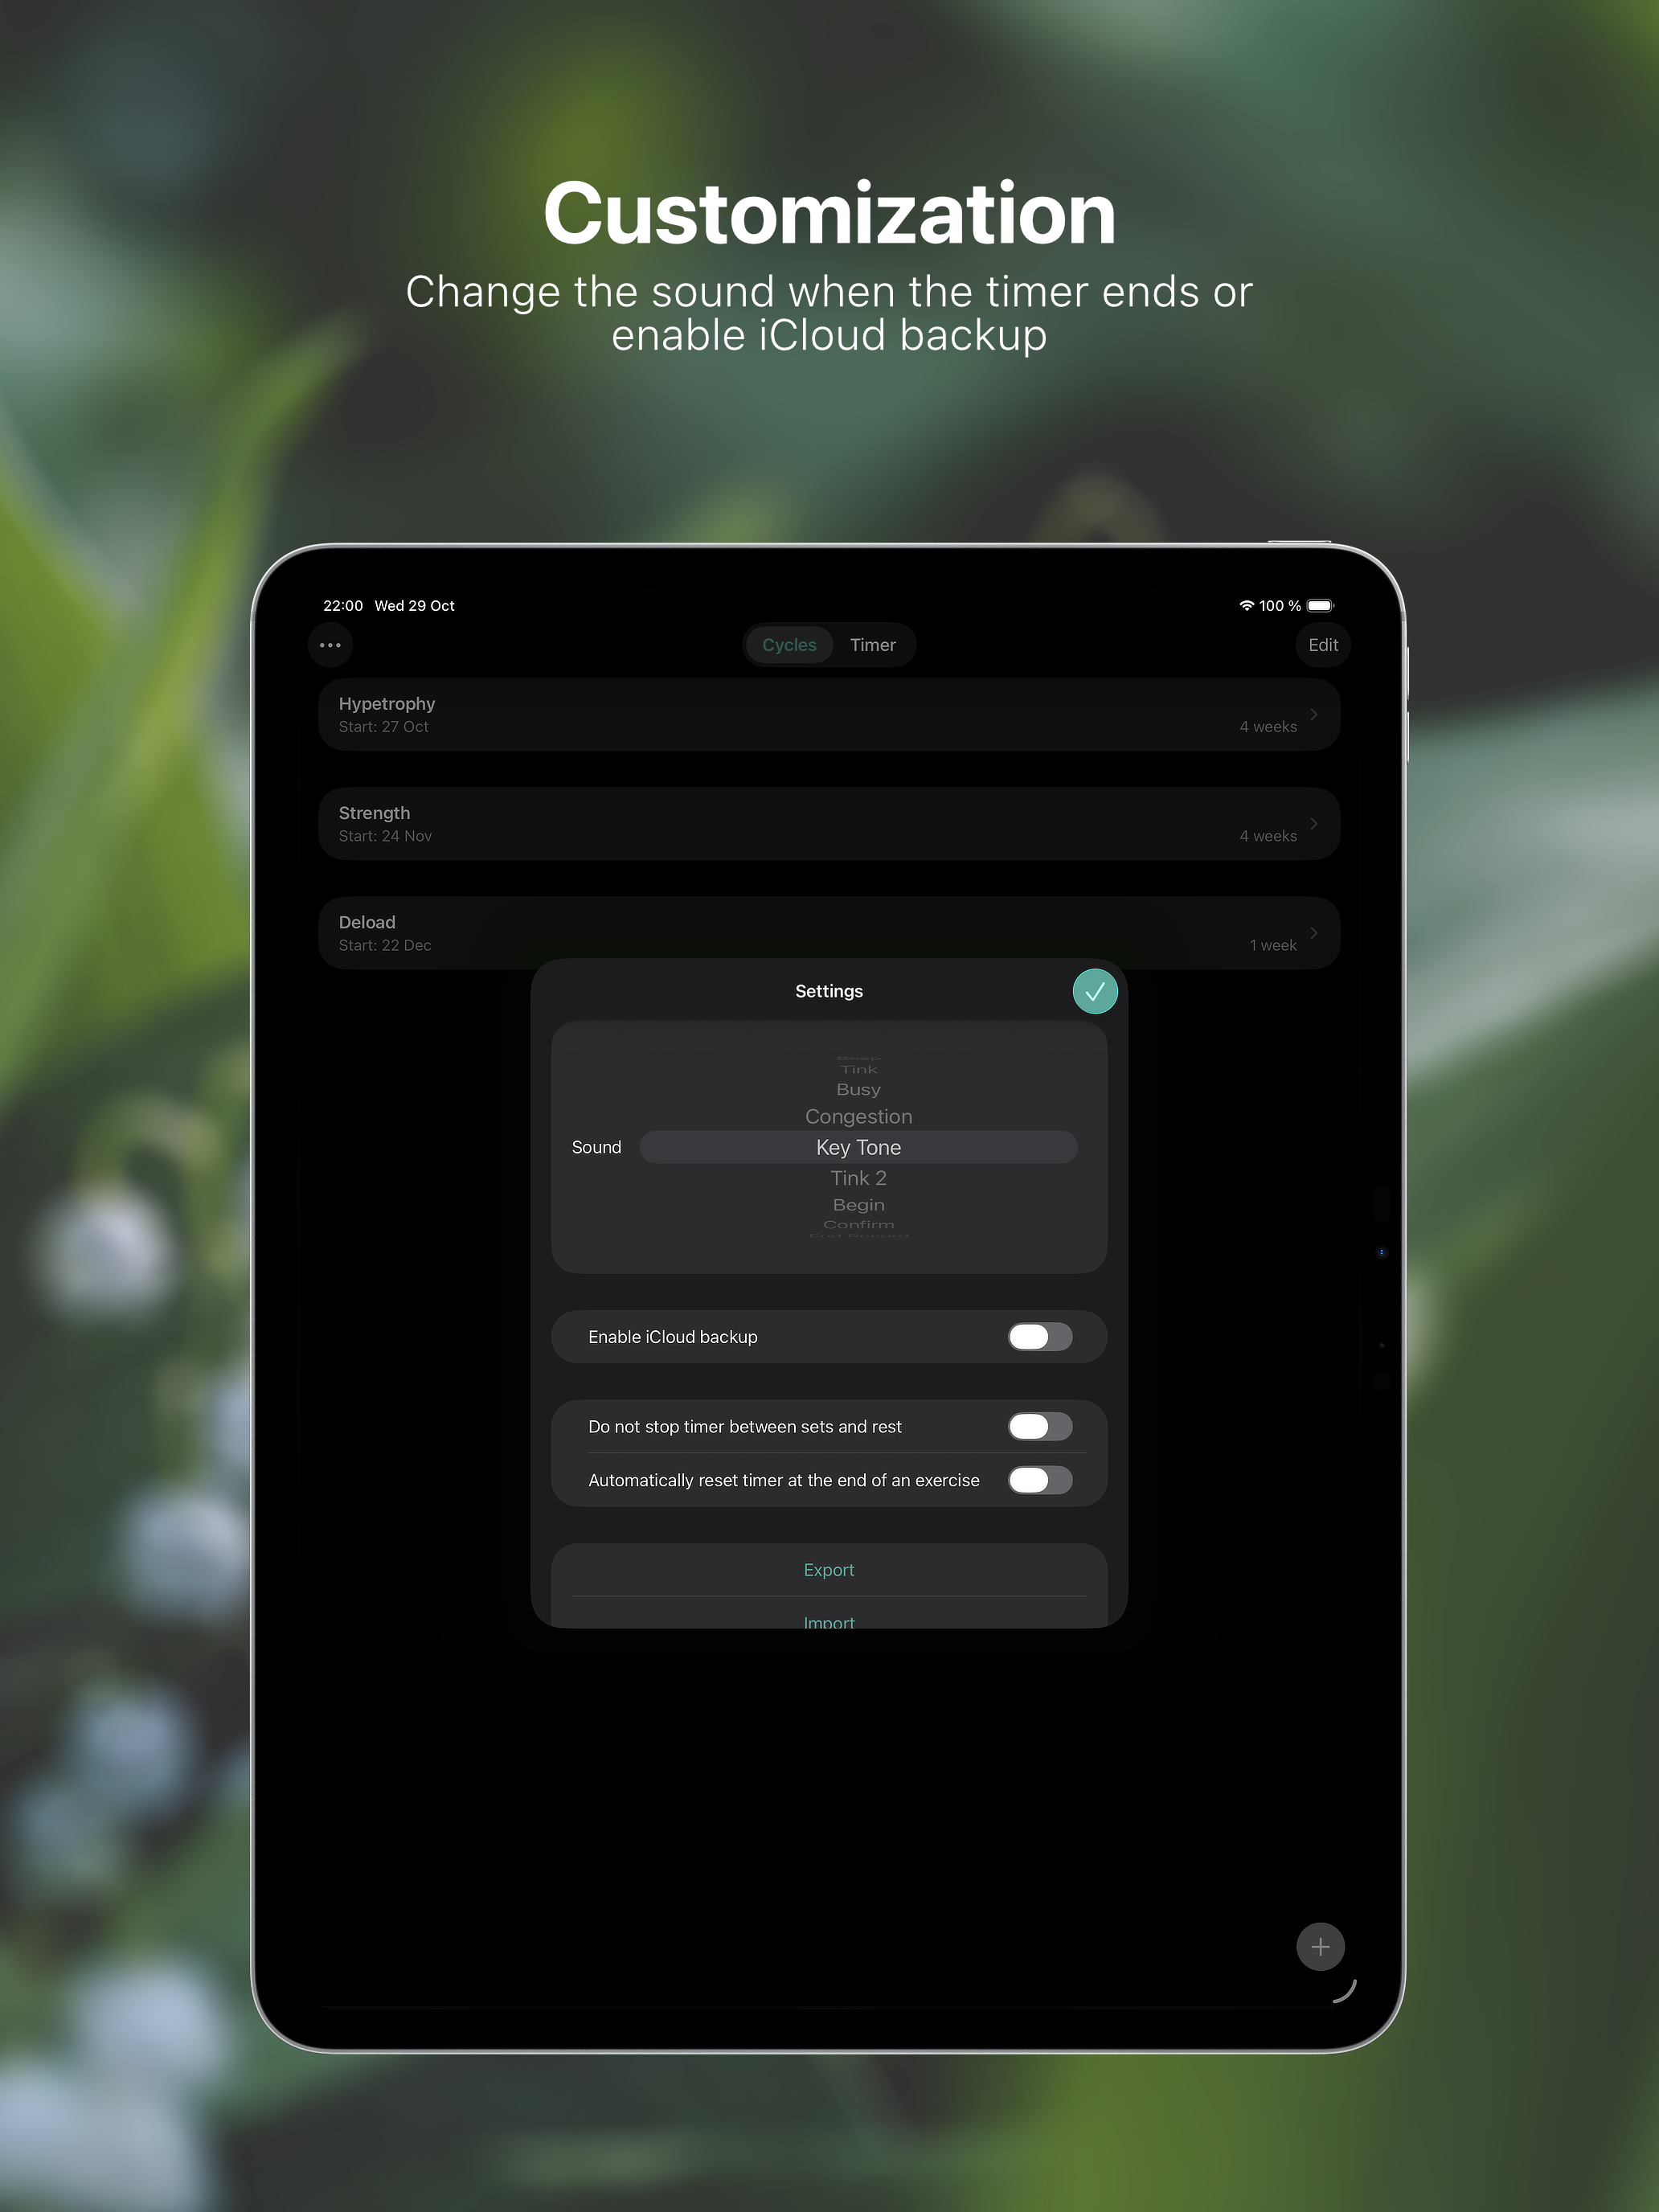 Customization
Change the sound when the timer ends or
enable iCloud backup
22:00 Wed 29 Oct
100 %
Cycles Timer
Edit
Hypetrophy
Start: 27 Oct
4 weeks
Strength
Start: 24 Nov
4 weeks
Deload
Start: 22 Dec
1 week
Settings
Tink
Busy
Congestion
Sound Key Tone
Tink 2
Begin
Confirm
Enable iCloud backup
Do not stop timer between sets and rest
Automatically reset timer at the end of an exercise
Export
Import